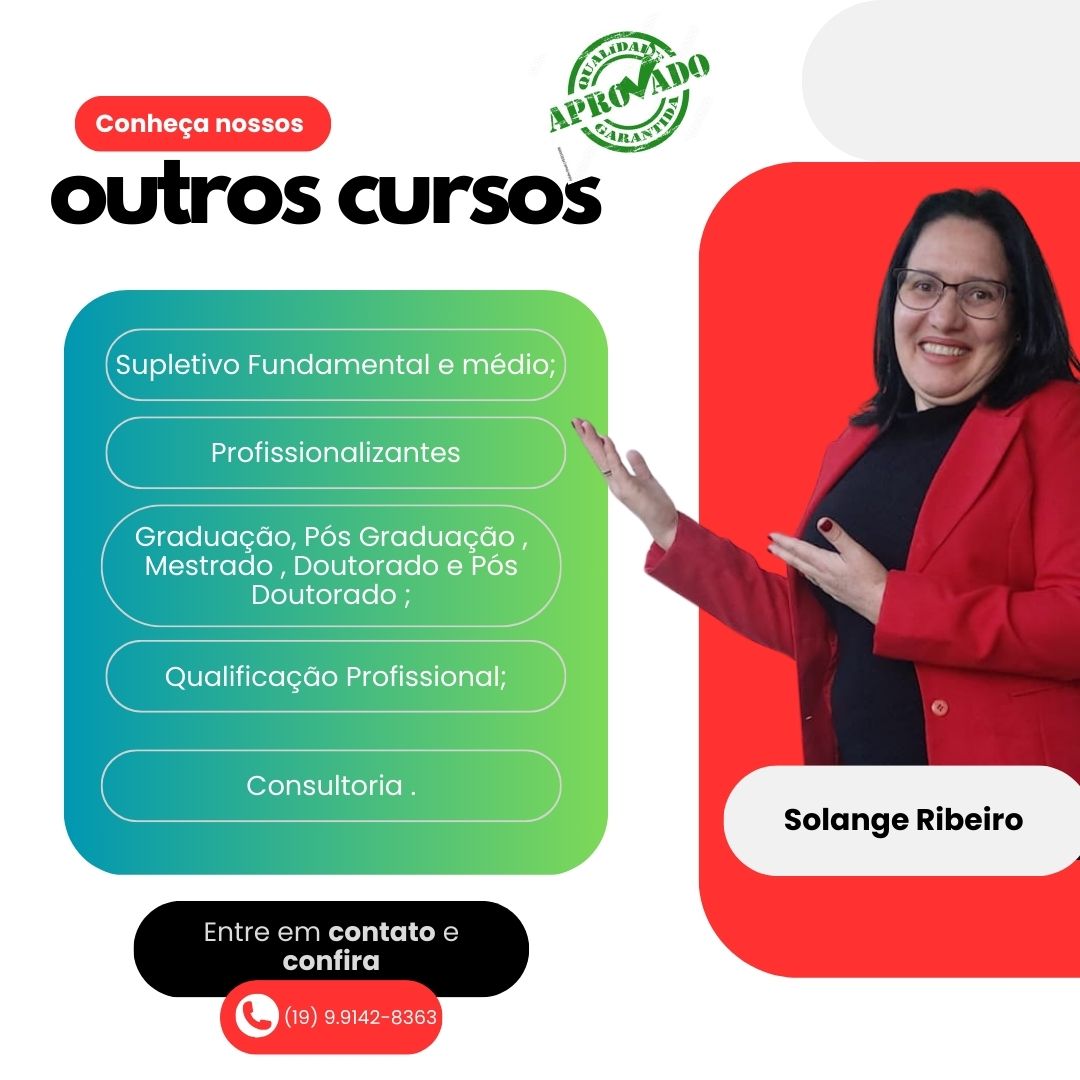 QUALIDADE
APROVADO
GARANTIDA
Conheça nossos
outros cursos
Supletivo Fundamental e médio;
Profissionalizantes
Graduação, Pós Graduação ,
Mestrado , Doutorado e Pós
Doutorado ;
Qualificação Profissional;
Consultoria .
Solange Ribeiro
Entre em contato e
confira
(19) 9.9142-8363